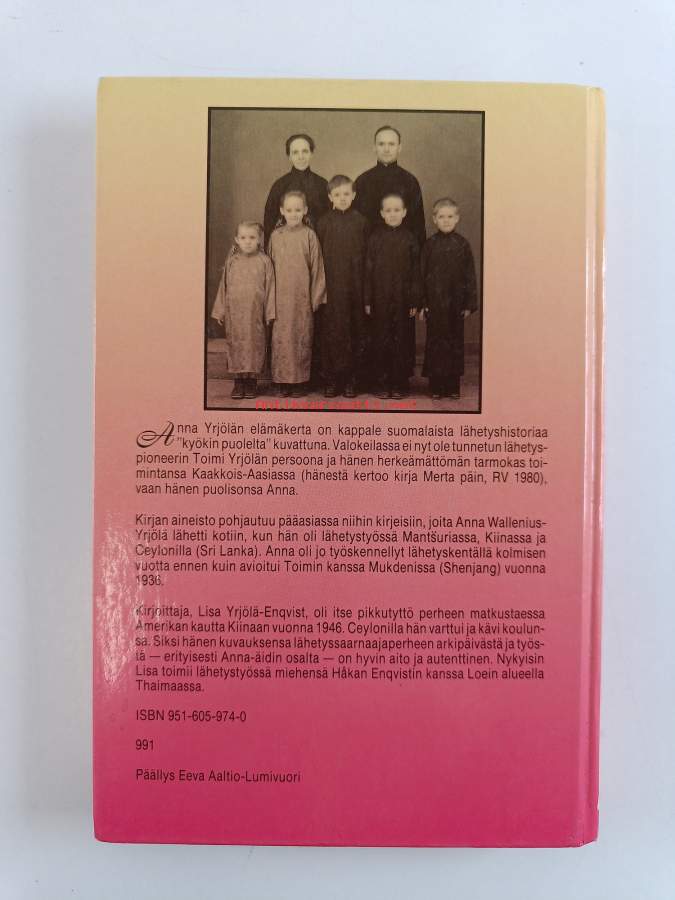 Anna Yrjölän elämäkerta on kappale suomalaista lähetyshistoriaa
"kyökin puolelta" kuvattuna. Valokeilassa ei nyt ole tunnetun lähetys-
pioneerin Toimi Yrjölän persoona ja hänen herkeämättömän tarmokas toi-
mintansa Kaakkois-Aasiassa (hänestä kertoo kirja Merta päin, RV 1980),
vaan hänen puolisonsa Anna.
Kirjan aineisto pohjautuu pääasiassa niihin kirjeisiin, joita Anna Wallenius-
Yrjölä lähetti kotiin, kun hän oli lähetystyössä Mantšuriassa, Kiinassa ja
Ceylonilla (Sri Lanka). Anna oli jo työskennellyt lähetyskentällä kolmisen
vuotta ennen kuin avioitui Toimin kanssa Mukdenissa (Shenjang) vuonna
1936.
Kirjoittaja, Lisa Yrjölä-Enqvist, oli itse pikkutyttö perheen matkustaessa
Amerikan kautta Kiinaan vuonna 1946. Ceylonilla hän varttui ja kävi koulun-
sa. Siksi hänen kuvauksensa lähetyssaarnaajaperheen arkipäivästä ja työs-
tä — erityisesti Anna-äidin osalta — on hyvin aito ja autenttinen. Nykyisin
Lisa toimii lähetystyössä miehensä Håkan Enqvistin kanssa Loein alueella
Thaimaassa.
ISBN 951-605-974-0
991
Päällys Eeva Aaltio-Lumivuori